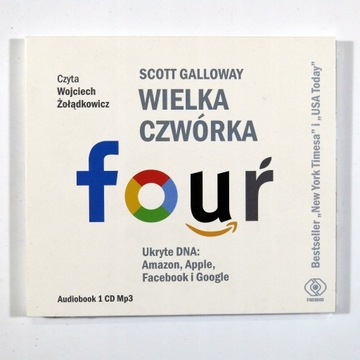 Czyta
Wojciech
Żołądkowicz
SCOTT GALLOWAY
WIELKA
CZWÓRKA
four
Ukryte DNA:
Amazon, Apple,
Facebook i Google
Audiobook 1 CD Mp3
Bestseller „New York Timesa” i „USA Today”